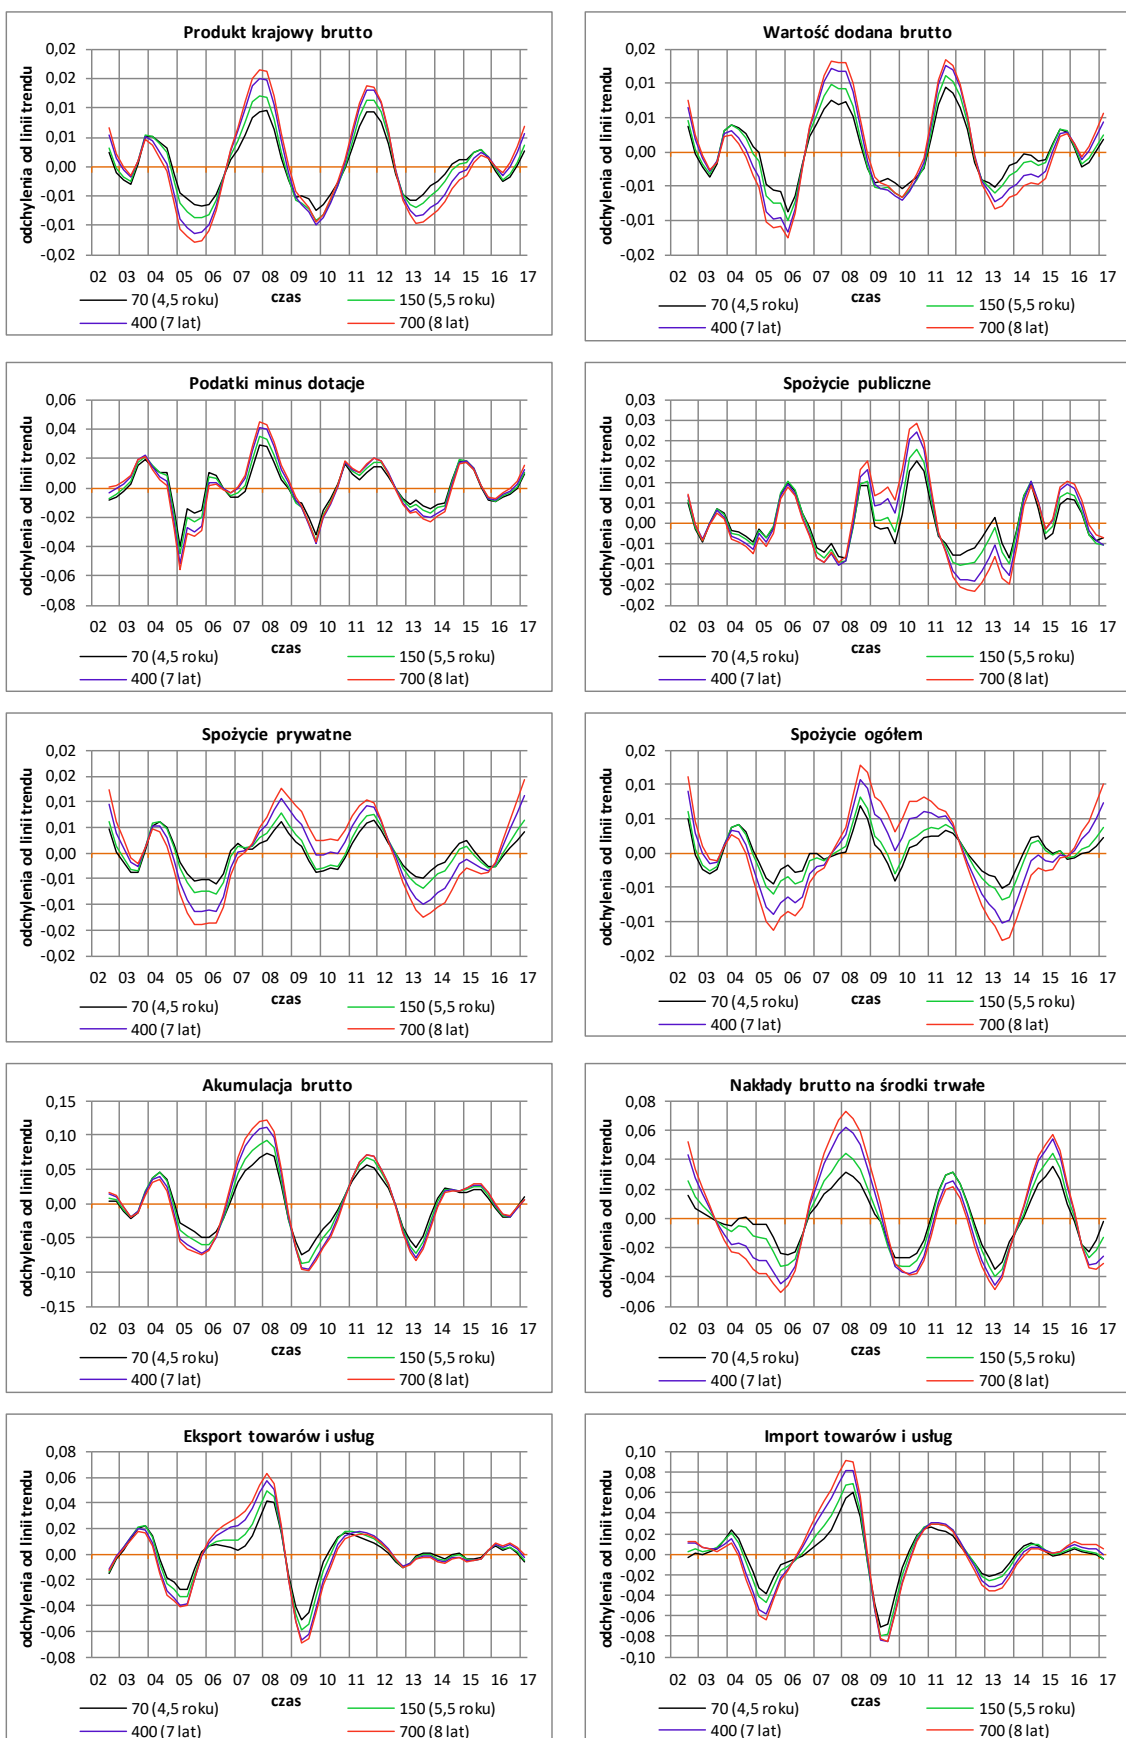 Produkt krajowy brutto
odchylenia od linii trendu
0,02
0,02
0,01
0,01
0,00
-0,01
-0,01
-0,02
02 03 04 05 06 07 08 09 10 11 12 13 14 15 16 17
czas
70 (4,5 roku) 150 (5,5 roku)
400 (7 lat) 700 (8 lat)
Wartość dodana brutto
odchylenia od linii trendu
0,02
0,01
0,01
0,00
-0,01
-0,01
-0,02
02 03 04 05 06 07 08 09 10 11 12 13 14 15 16 17
czas
70 (4,5 roku) 150 (5,5 roku)
400 (7 lat) 700 (8 lat)
Podatki minus dotacje
odchylenia od linii trendu
0,06
0,04
0,02
0,00
-0,02
-0,04
-0,06
-0,08
02 03 04 05 06 07 08 09 10 11 12 13 14 15 16 17
czas
70 (4,5 roku) 150 (5,5 roku)
400 (7 lat) 700 (8 lat)
Spożycie publiczne
odchylenia od linii trendu
0,03
0,03
0,02
0,02
0,01
0,01
0,00
-0,01
-0,01
-0,02
-0,02
02 03 04 05 06 07 08 09 10 11 12 13 14 15 16 17
czas
70 (4,5 roku) 150 (5,5 roku)
400 (7 lat) 700 (8 lat)
Spożycie prywatne
odchylenia od linii trendu
0,02
0,02
0,01
0,01
0,00
-0,01
-0,01
-0,02
-0,02
02 03 04 05 06 07 08 09 10 11 12 13 14 15 16 17
czas
70 (4,5 roku) 150 (5,5 roku)
400 (7 lat) 700 (8 lat)
Spożycie ogółem
odchylenia od linii trendu
0,02
0,01
0,01
0,00
-0,01
-0,01
-0,02
02 03 04 05 06 07 08 09 10 11 12 13 14 15 16 17
czas
70 (4,5 roku) 150 (5,5 roku)
400 (7 lat) 700 (8 lat)
Akumulacja brutto
odchylenia od linii trendu
0,15
0,10
0,05
0,00
-0,05
-0,10
-0,15
02 03 04 05 06 07 08 09 10 11 12 13 14 15 16 17
czas
70 (4,5 roku) 150 (5,5 roku)
400 (7 lat) 700 (8 lat)
Nakłady brutto na środki trwałe
odchylenia od linii trendu
0,08
0,06
0,04
0,02
0,00
-0,02
-0,04
-0,06
02 03 04 05 06 07 08 09 10 11 12 13 14 15 16 17
czas
70 (4,5 roku) 150 (5,5 roku)
400 (7 lat) 700 (8 lat)
Eksport towarów i usług
odchylenia od linii trendu
0,08
0,06
0,04
0,02
0,00
-0,02
-0,04
-0,06
-0,08
02 03 04 05 06 07 08 09 10 11 12 13 14 15 16 17
czas
70 (4,5 roku) 150 (5,5 roku)
400 (7 lat) 700 (8 lat)
Import towarów i usług
odchylenia od linii trendu
0,10
0,08
0,06
0,04
0,02
0,00
-0,02
-0,04
-0,06
-0,08
-0,10
02 03 04 05 06 07 08 09 10 11 12 13 14 15 16 17
czas
70 (4,5 roku) 150 (5,5 roku)
400 (7 lat) 700 (8 lat)